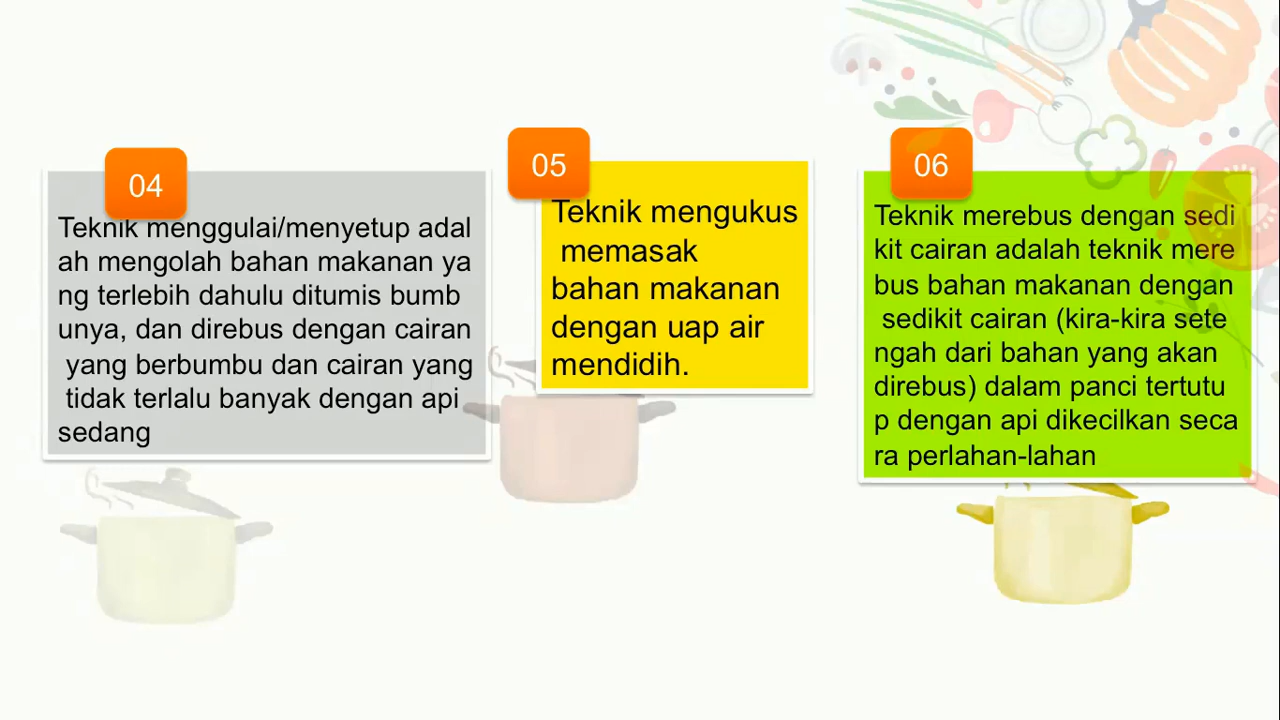 04
Teknik menggulai/menyetup adal
ah mengolah bahan makanan ya
ng terlebih dahulu ditumis bumb
unya, dan direbus dengan cairan
yang berbumbu dan cairan yang
tidak terlalu banyak dengan api
sedang
05
Teknik mengukus
memasak
bahan makanan
dengan uap air
mendidih.
06
Teknik merebus dengan sedi
kit cairan adalah teknik mere
bus bahan makanan dengan
sedikit cairan (kira-kira sete
ngah dari bahan yang akan
direbus) dalam panci tertutu
p dengan api dikecilkan seca
ra perlahan-lahan